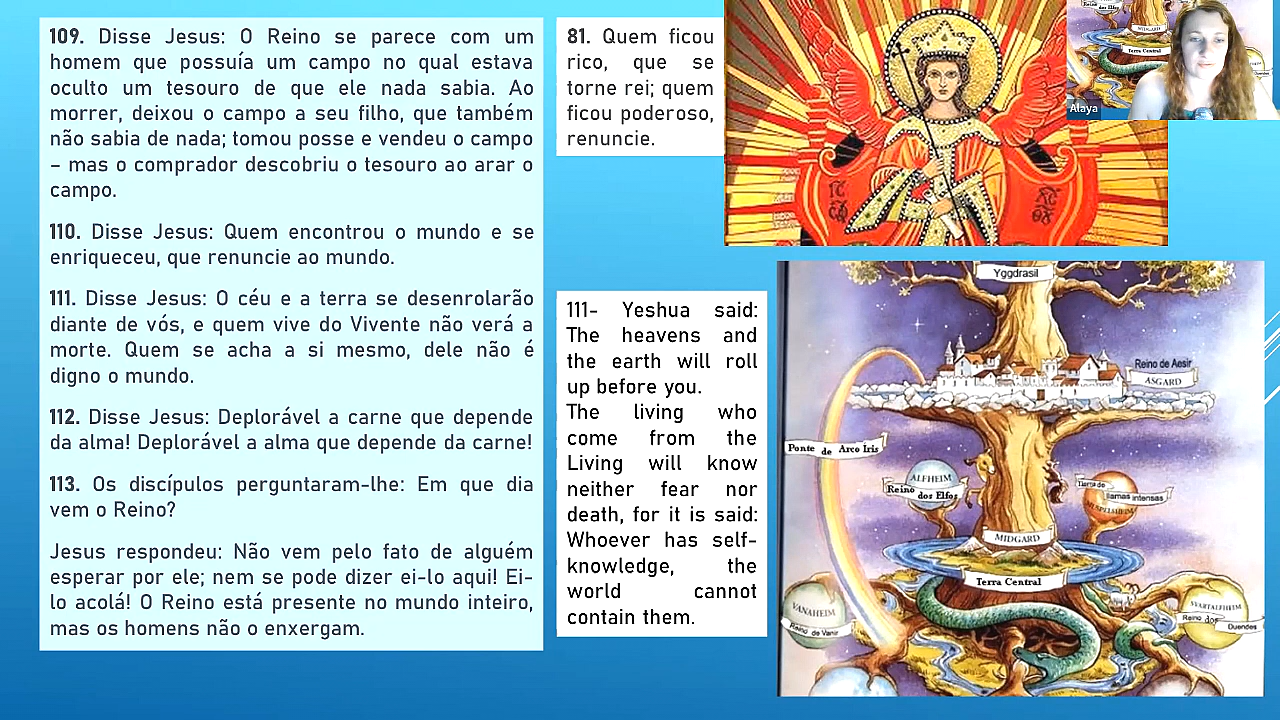 109. Disse Jesus: O Reino se parece com um
homem que possuía um campo no qual estava
oculto um tesouro de que ele nada sabia. Ao
morrer, deixou o campo a seu filho, que também
não sabia de nada; tomou posse e vendeu o campo
– mas o comprador descobriu o tesouro ao arar o
campo.
110. Disse Jesus: Quem encontrou o mundo e se
enriqueceu, que renuncie ao mundo.
111. Disse Jesus: O céu e a terra se desenrolarão
diante de vós, e quem vive do Vivente não verá a
morte. Quem se acha a si mesmo, dele não é
digno o mundo.
112. Disse Jesus: Deplorável a carne que depende
da alma! Deplorável a alma que depende da carne!
113. Os discípulos perguntaram-lhe: Em que dia
vem o Reino?
Jesus respondeu: Não vem pelo fato de alguém
esperar por ele; nem se pode dizer ei-lo aqui! Ei-
lo acolá! O Reino está presente no mundo inteiro,
mas os homens não o enxergam.
81. Quem ficou
rico, que se
torne rei; quem
ficou poderoso,
renuncie.
111- Yeshua said:
The heavens and
the earth will roll
up before you.
The living who
come from the
Living will know
neither fear nor
death, for it is said:
Whoever has self-
knowledge, the
world cannot
contain them.
Terra Central
Alaya
Yggdrasil
Reino de Aesir
ASGARD
Ponte de Arco Iris
ALFHEIM
Reino dos Elfos
Tierra de
llamas intensas
MUSPELSHEIM
MIDGARD
Terra Central
VANAHEIM
Reino de Vanir
SVARTALFHEIM
Reino dos Duendes